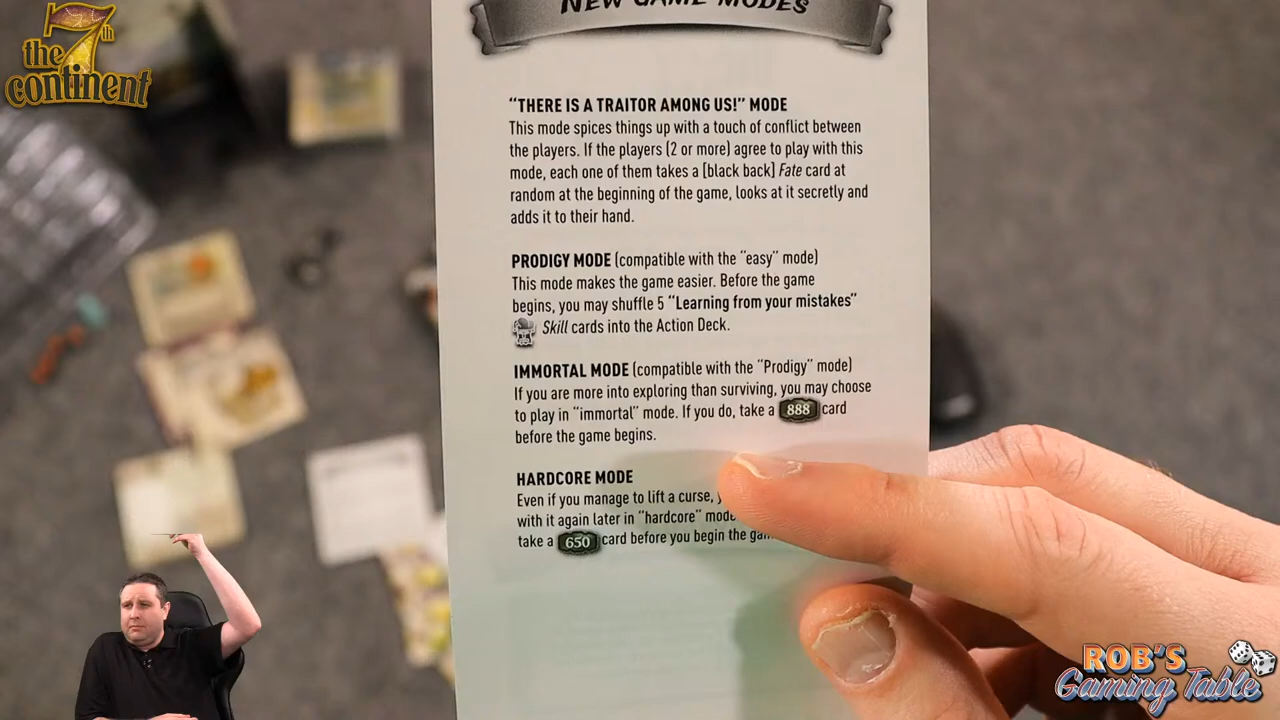 the 7th continent
NEW GAME MODES
“THERE IS A TRAITOR AMONG US!” MODE
This mode spices things up with a touch of conflict between
the players. If the players (2 or more) agree to play with this
mode, each one of them takes a [black back] Fate card at
random at the beginning of the game, looks at it secretly and
adds it to their hand.
PRODIGY MODE (compatible with the “easy” mode)
This mode makes the game easier. Before the game
begins, you may shuffle 5 “Learning from your mistakes”
Skill cards into the Action Deck.
IMMORTAL MODE (compatible with the “Prodigy” mode)
If you are more into exploring than surviving, you may choose
to play in “immortal” mode. If you do, take a 888 card
before the game begins.
HARDCORE MODE
Even if you manage to lift a curse,
with it again later in “hardcore” mode
take a 650 card before you begin the
ROB'S
Gaming Table